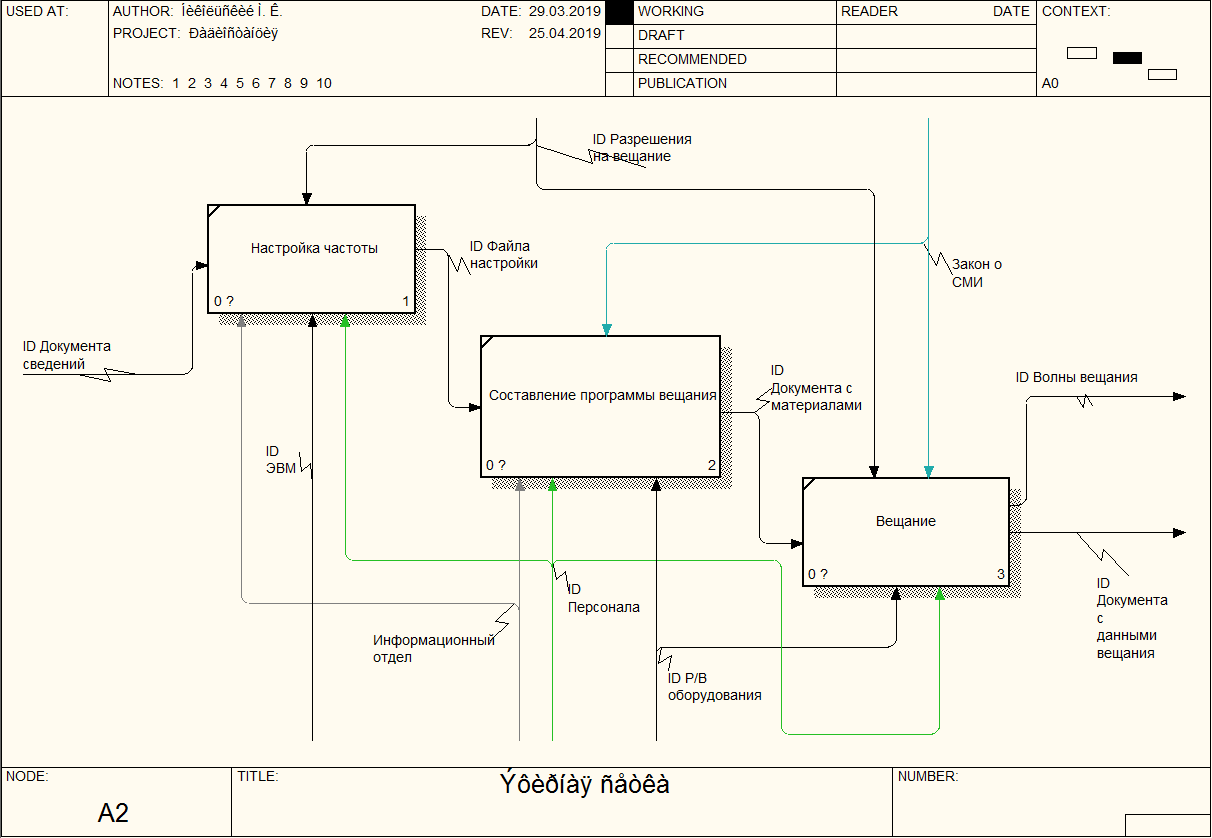 USED AT:
AUTHOR: Íèêîëüñêèé Ì. Ê.
DATE: 29.03.2019
PROJECT: Ðàäèîñòàíöèÿ
REV: 25.04.2019
NOTES: 1 2 3 4 5 6 7 8 9 10
WORKING
DRAFT
RECOMMENDED
PUBLICATION
READER DATE
CONTEXT:
A0
ID Разрешения
на вещание
Настройка частоты
0 ?
1
ID Файла
настройки
Закон о
СМИ
ID Документа
сведений
Составление программы вещания
0 ?
2
ID
Документа с
материалами
ID Волны вещания
ID
ЭВМ
Вещание
0 ?
3
ID
Персонала
ID
Документа
с
данными
вещания
Информационный
отдел
ID Р/В
оборудования
NODE:
A2
TITLE:
Ýôèðíàÿ ñåòêà
NUMBER: